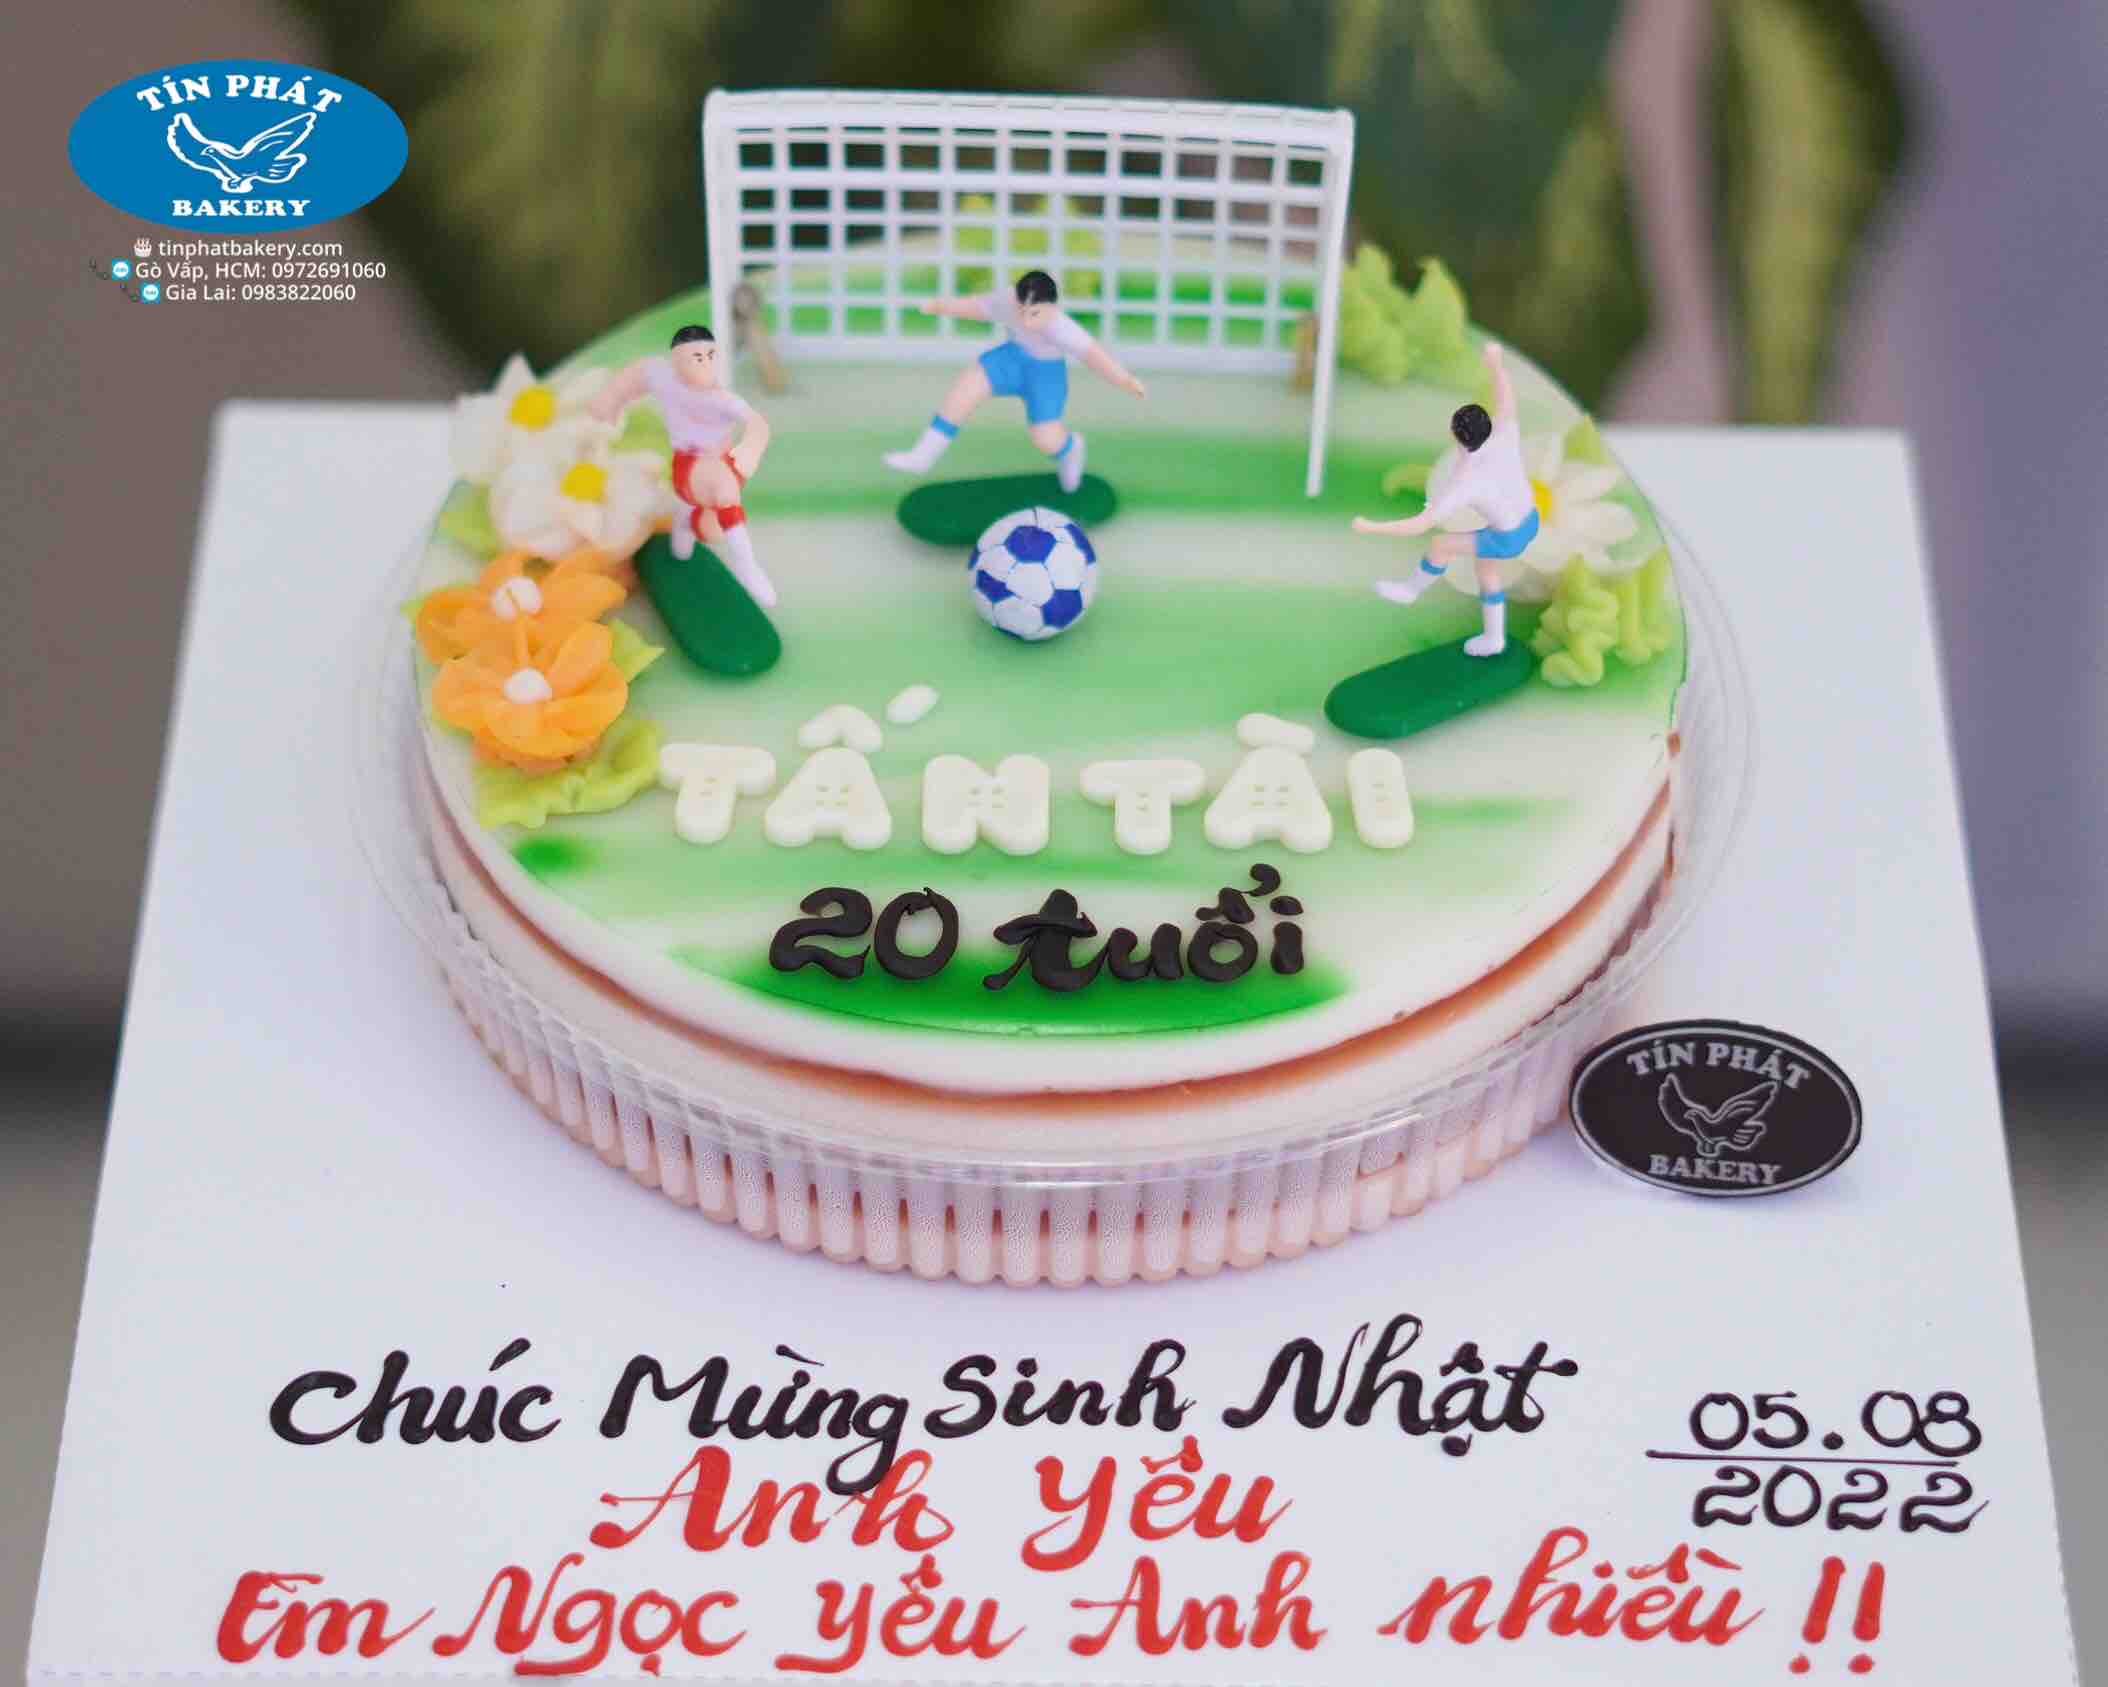 TÍN PHÁT
BAKERY
tinphatbakery.com
Gò Vấp, HCM: 0972691060
Gia Lai: 0983822060
TẤN TÀI
20 tuổi
TÍN PHÁT
BAKERY
Chúc Mừng Sinh Nhật
05.08
2022
Anh Yêu
Em Ngọc yêu Anh nhiều !!